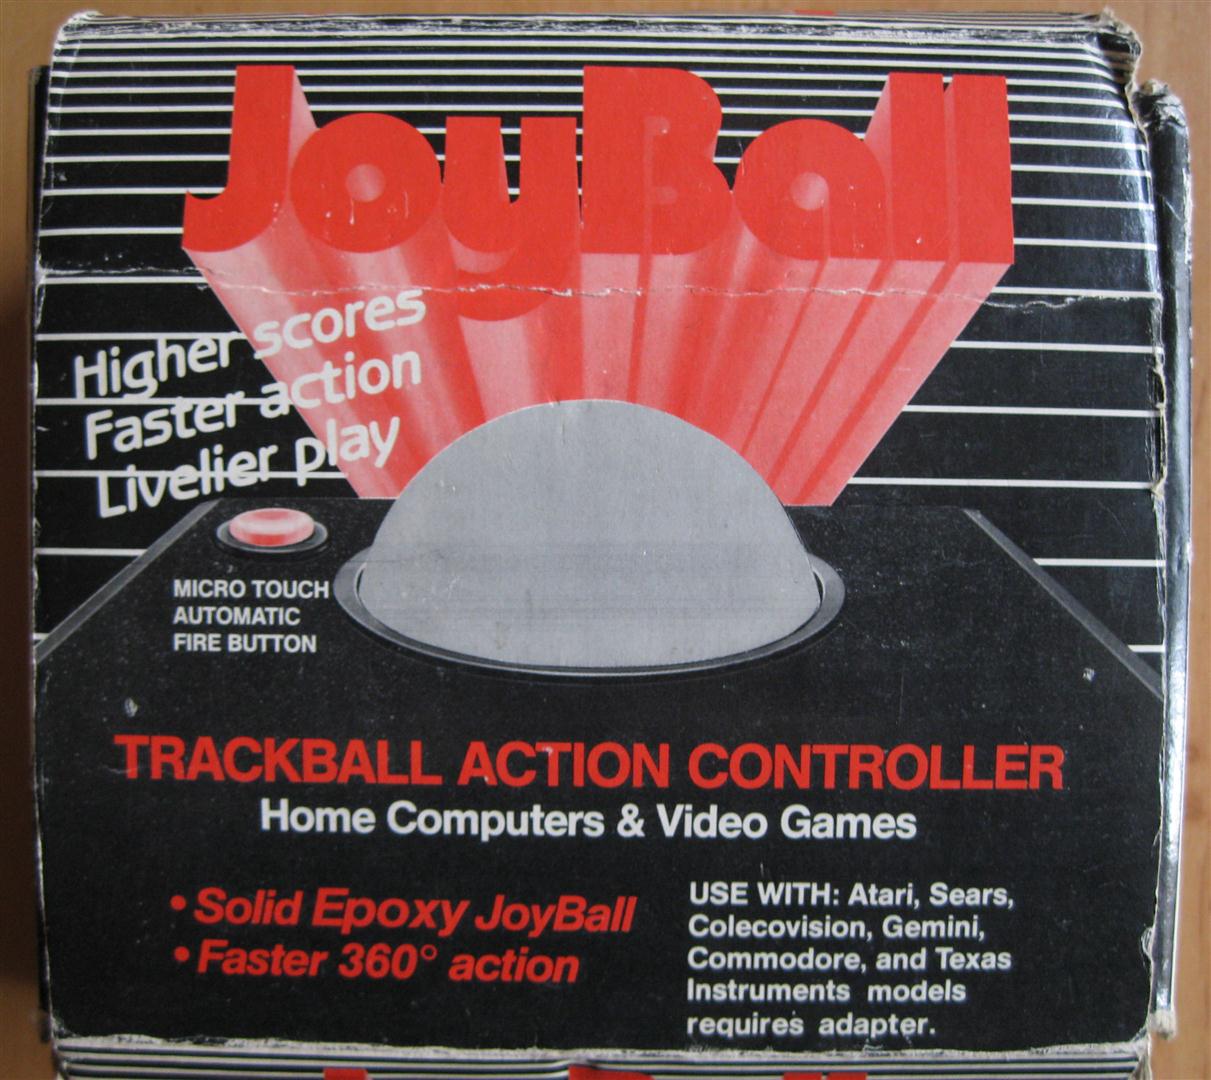 JoyBall
Higher scores
Faster action
Livelier play
MICRO TOUCH
AUTOMATIC
FIRE BUTTON
TRACKBALL ACTION CONTROLLER
Home Computers & Video Games
• Solid Epoxy JoyBall
• Faster 360° action
USE WITH: Atari, Sears,
Colecovision, Gemini,
Commodore, and Texas
Instruments models
requires adapter.